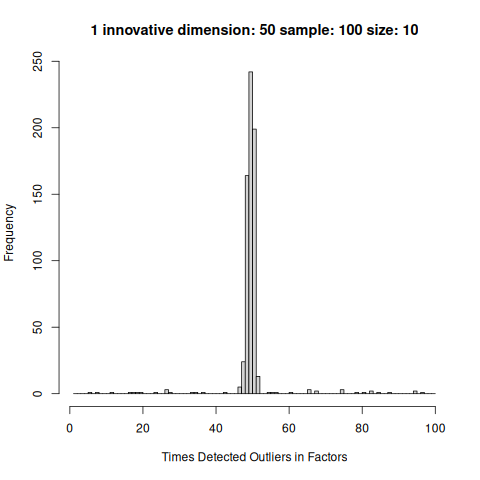 1 innovative dimension: 50 sample: 100 size: 10
Frequency
250
200
150
100
50
0
0 20 40 60 80 100
Times Detected Outliers in Factors